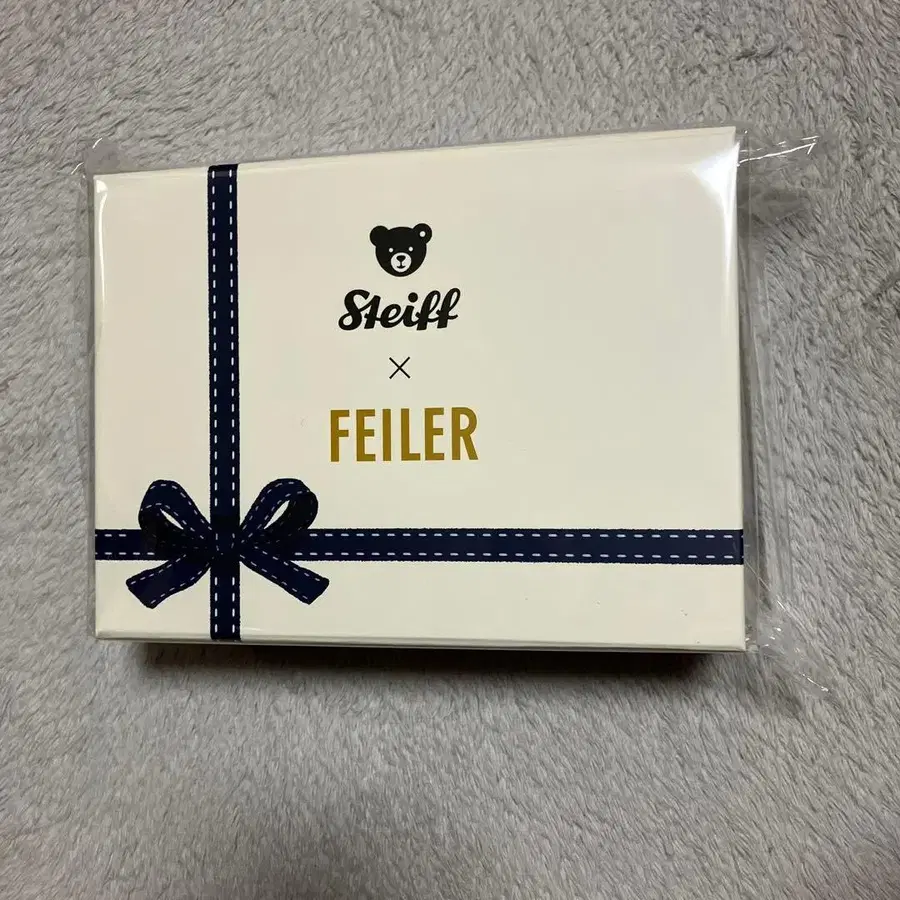 Steiff
×
FEILER